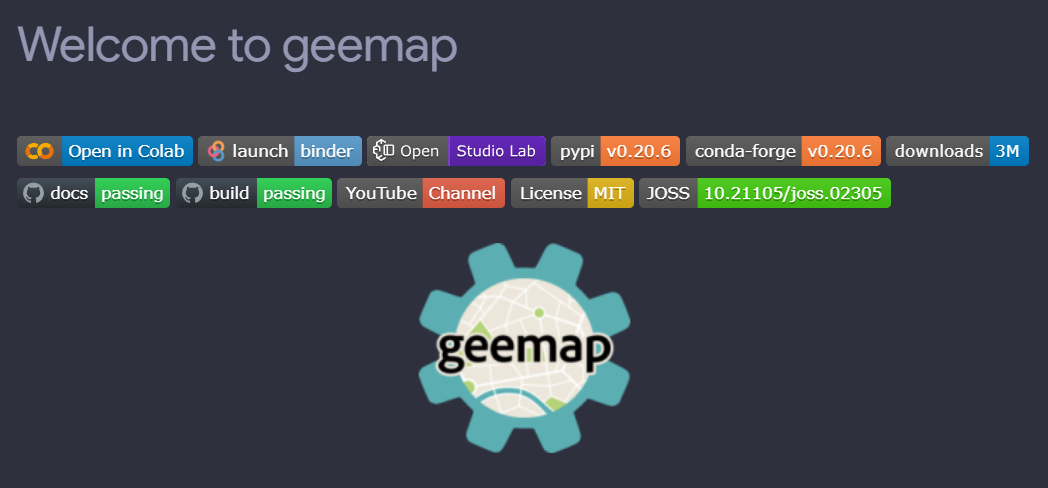 Welcome to geemap
Open in Colab launch binder Open Studio Lab pypi v0.20.6 conda-forge v0.20.6 downloads 3M
docs passing build passing YouTube Channel License MIT JOSS 10.21105/joss.02305
geemap